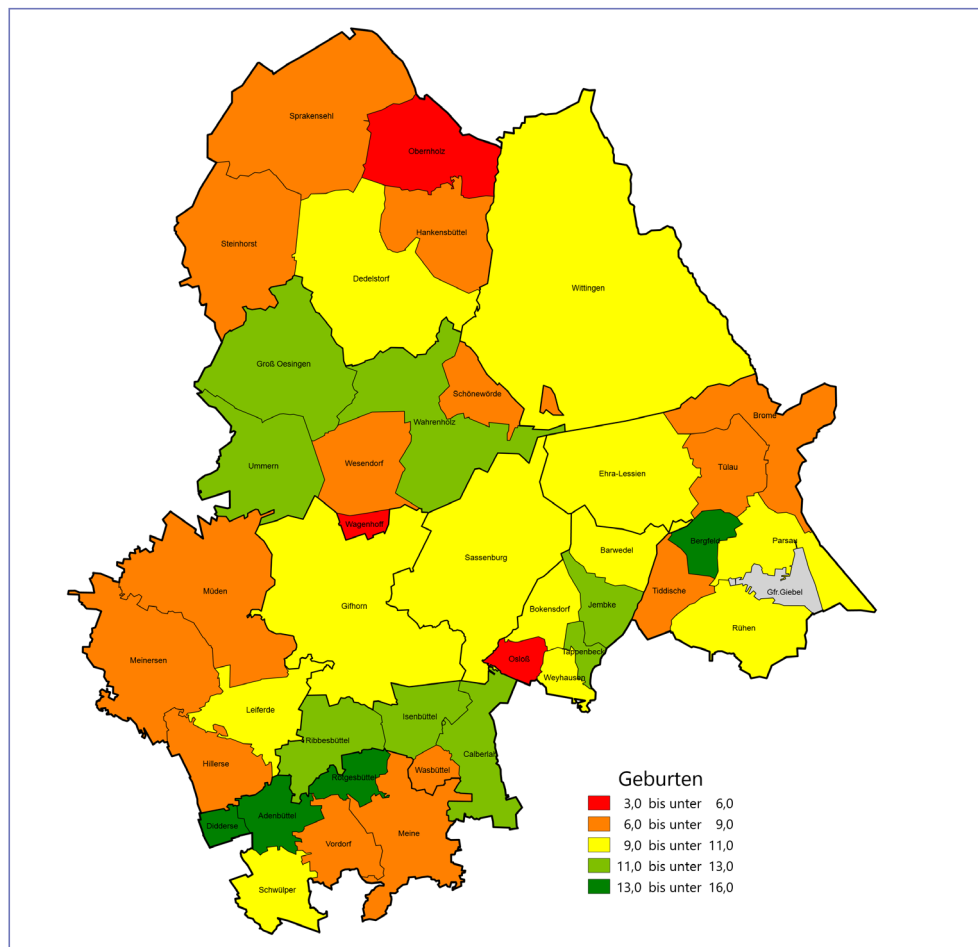 Sprakensehl
Obernholz
Hankensbüttel
Steinhorst
Dedelstorf
Wittingen
Groß Oesingen
Schönewörde
Brome
Wahrenholz
Wesendorf
Ummern
Ehra-Lessien
Tülau
Wagenhoff
Bergfeld
Parsau
Barwedel
Sassenburg
Müden
Gifhorn
Tiddische
Gfr.Giebel
Jembke
Bokensdorf
Rühen
Tappenbeck
Meinersen
Osloß
Weyhausen
Leiferde
Isenbüttel
Ribbesbüttel
Calberlah
Hillerse
Wasbüttel
Rötgesbüttel
Adenbüttel
Didderse
Vordorf
Meine
Schwülper
Geburten
3,0 bis unter 6,0
6,0 bis unter 9,0
9,0 bis unter 11,0
11,0 bis unter 13,0
13,0 bis unter 16,0